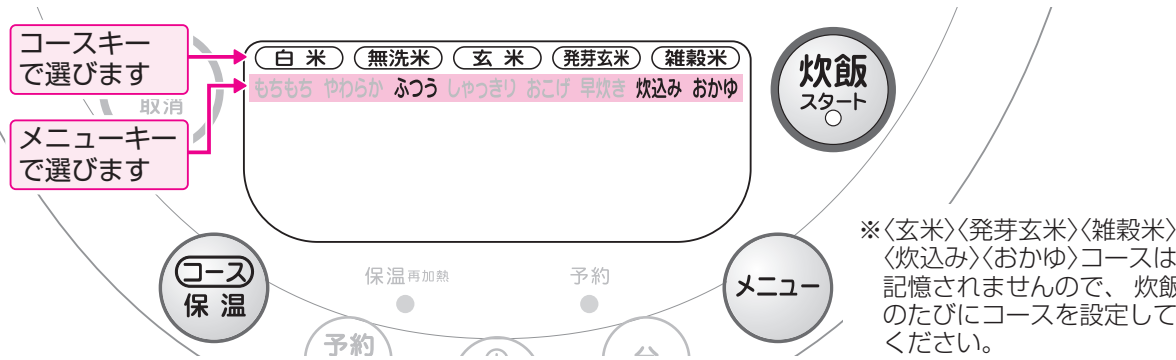 コースキー
で選びます
白米 無洗米 玄米 発芽玄米 雑穀米
もちもち やわらか ふつう しゃっきり おこげ 早炊き 炊込み おかゆ
炊飯
スタート
取消
メニューキー
で選びます
コース
保温
保温再加熱
予約
メニュー
予約
分
※〈玄米〉〈発芽玄米〉〈雑穀米〉
〈炊込み〉〈おかゆ〉コースは
記憶されませんので、 炊飯
のたびにコースを設定して
ください。